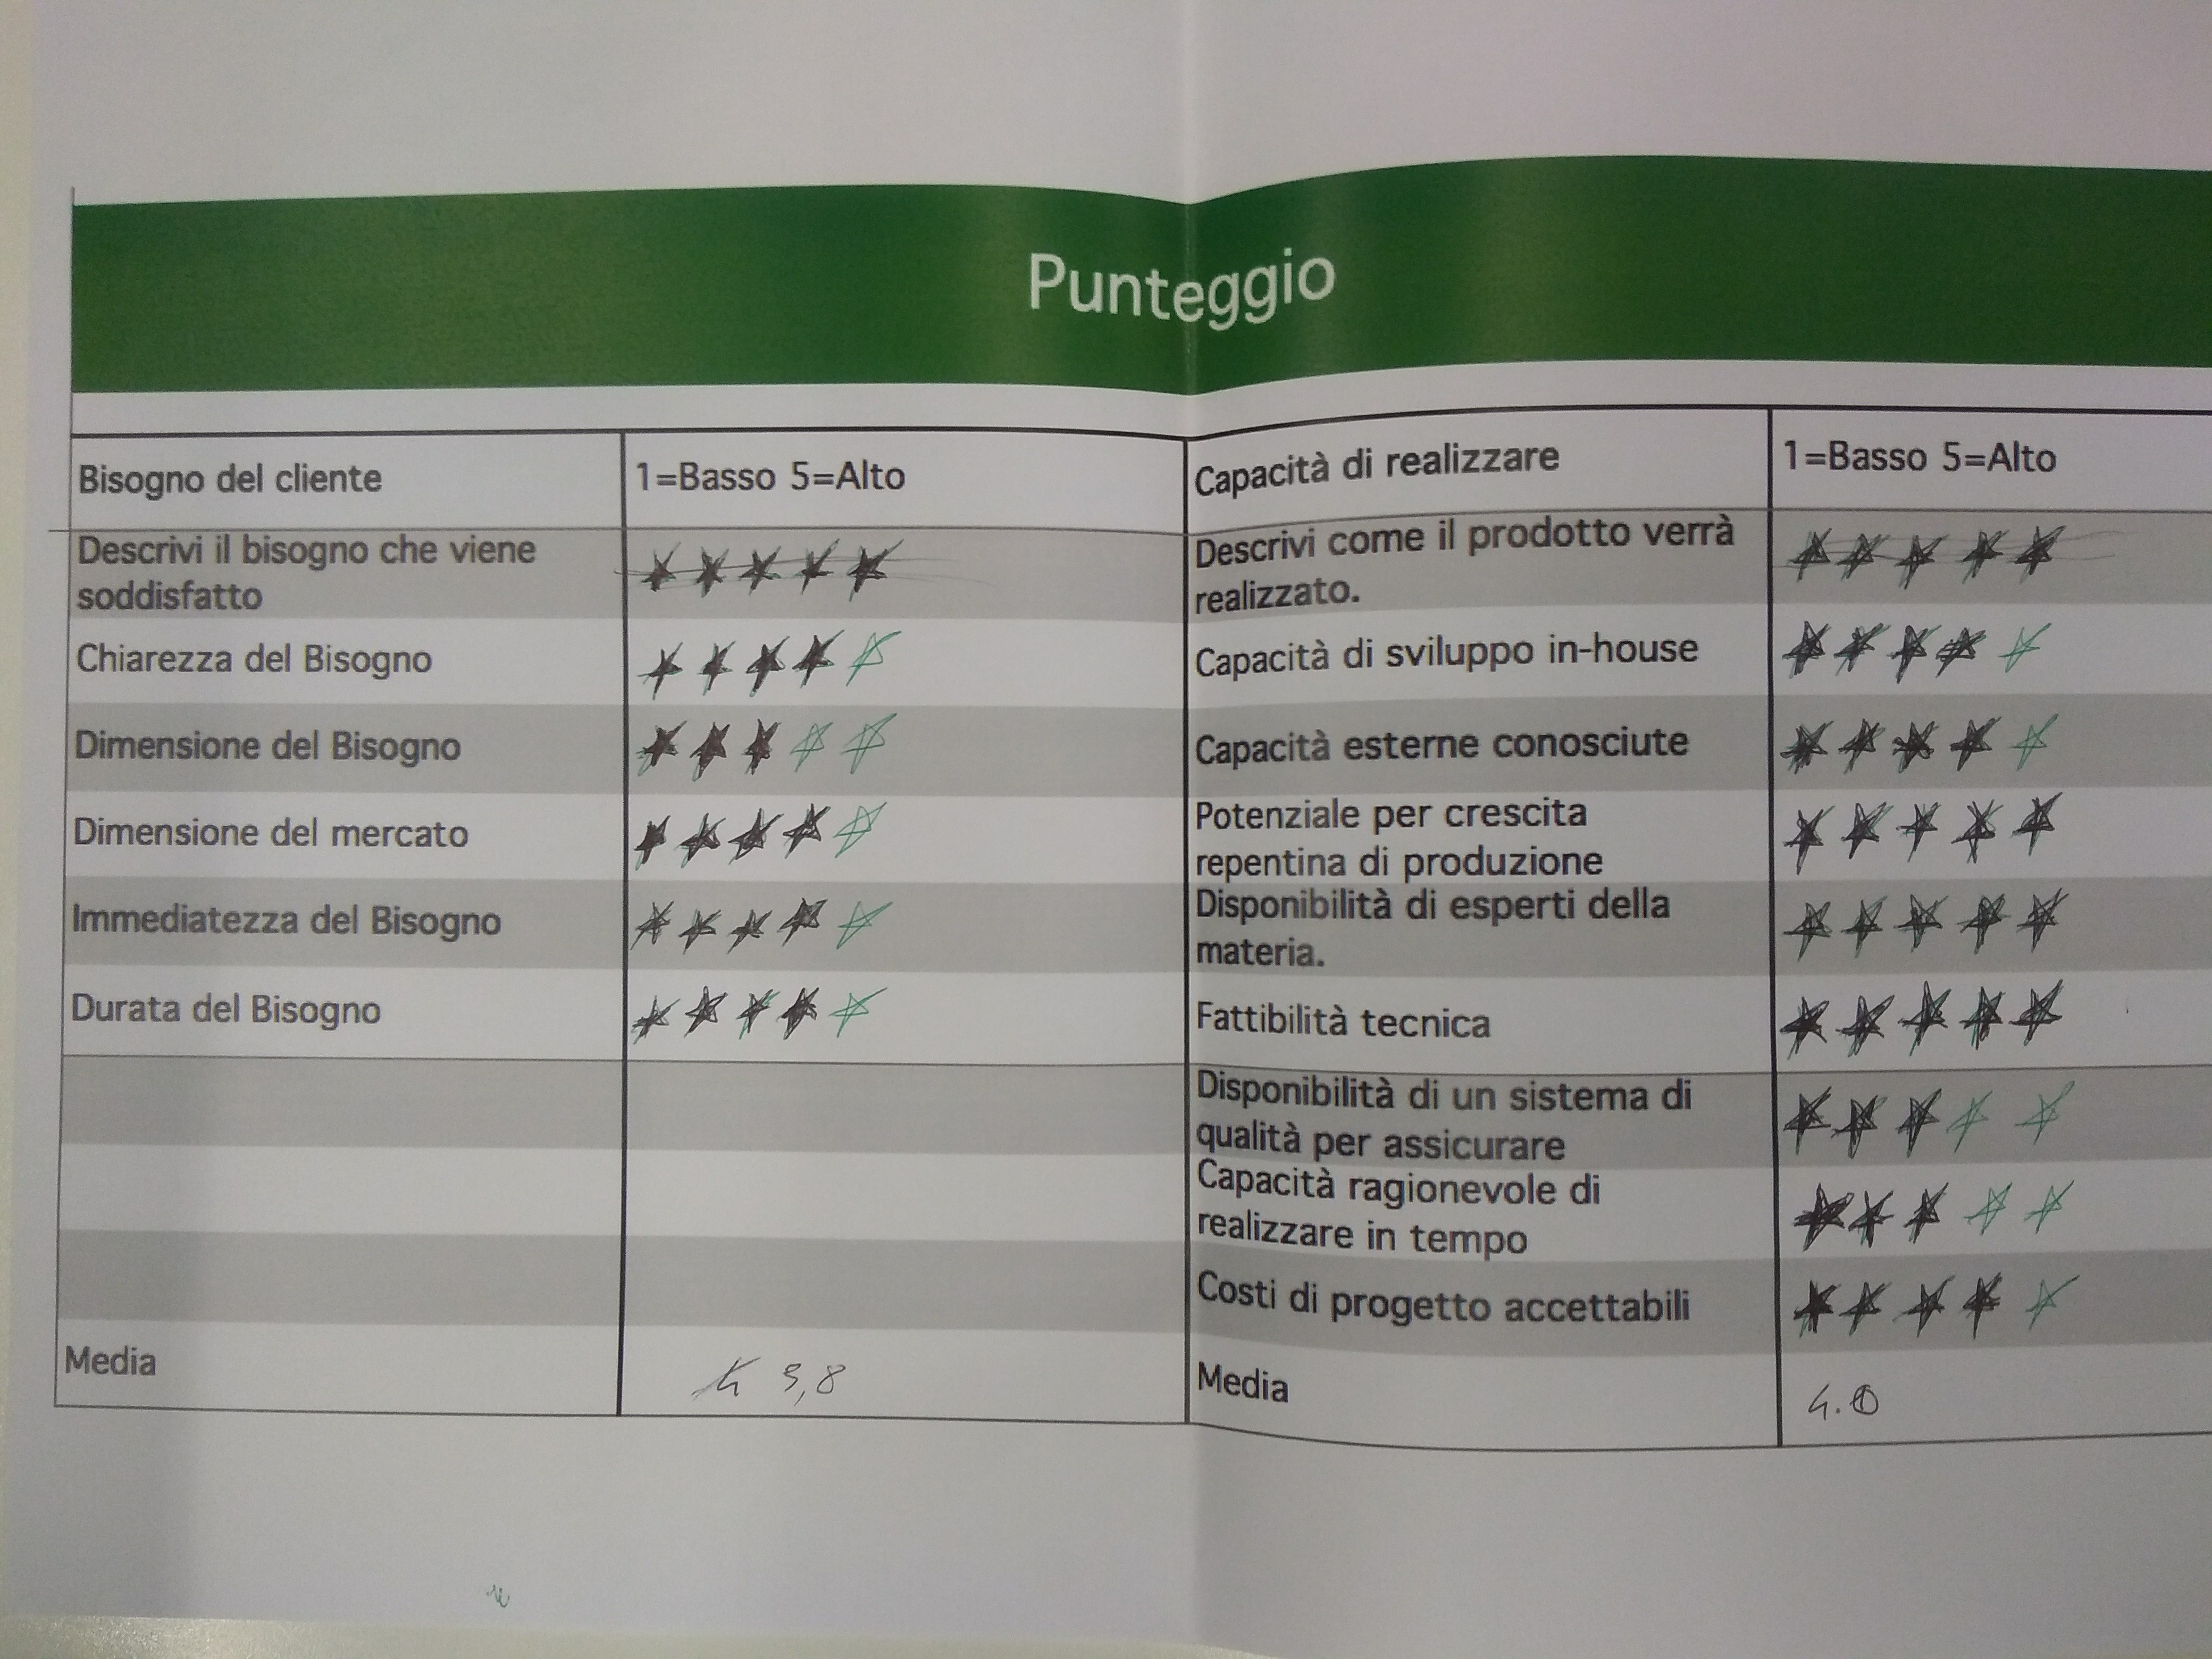 Punteggio
Bisogno del cliente
1=Basso 5=Alto
Descrivi il bisogno che viene
soddisfatto
Chiarezza del Bisogno
Dimensione del Bisogno
Dimensione del mercato
Immediatezza del Bisogno
Durata del Bisogno
Media
3,8
Capacità di realizzare
1=Basso 5=Alto
Descrivi come il prodotto verrà
realizzato.
Capacità di sviluppo in-house
Capacità esterne conosciute
Potenziale per crescita
repentina di produzione
Disponibilità di esperti della
materia.
Fattibilità tecnica
Disponibilità di un sistema di
qualità per assicurare
Capacità ragionevole di
realizzare in tempo
Costi di progetto accettabili
Media
4.0